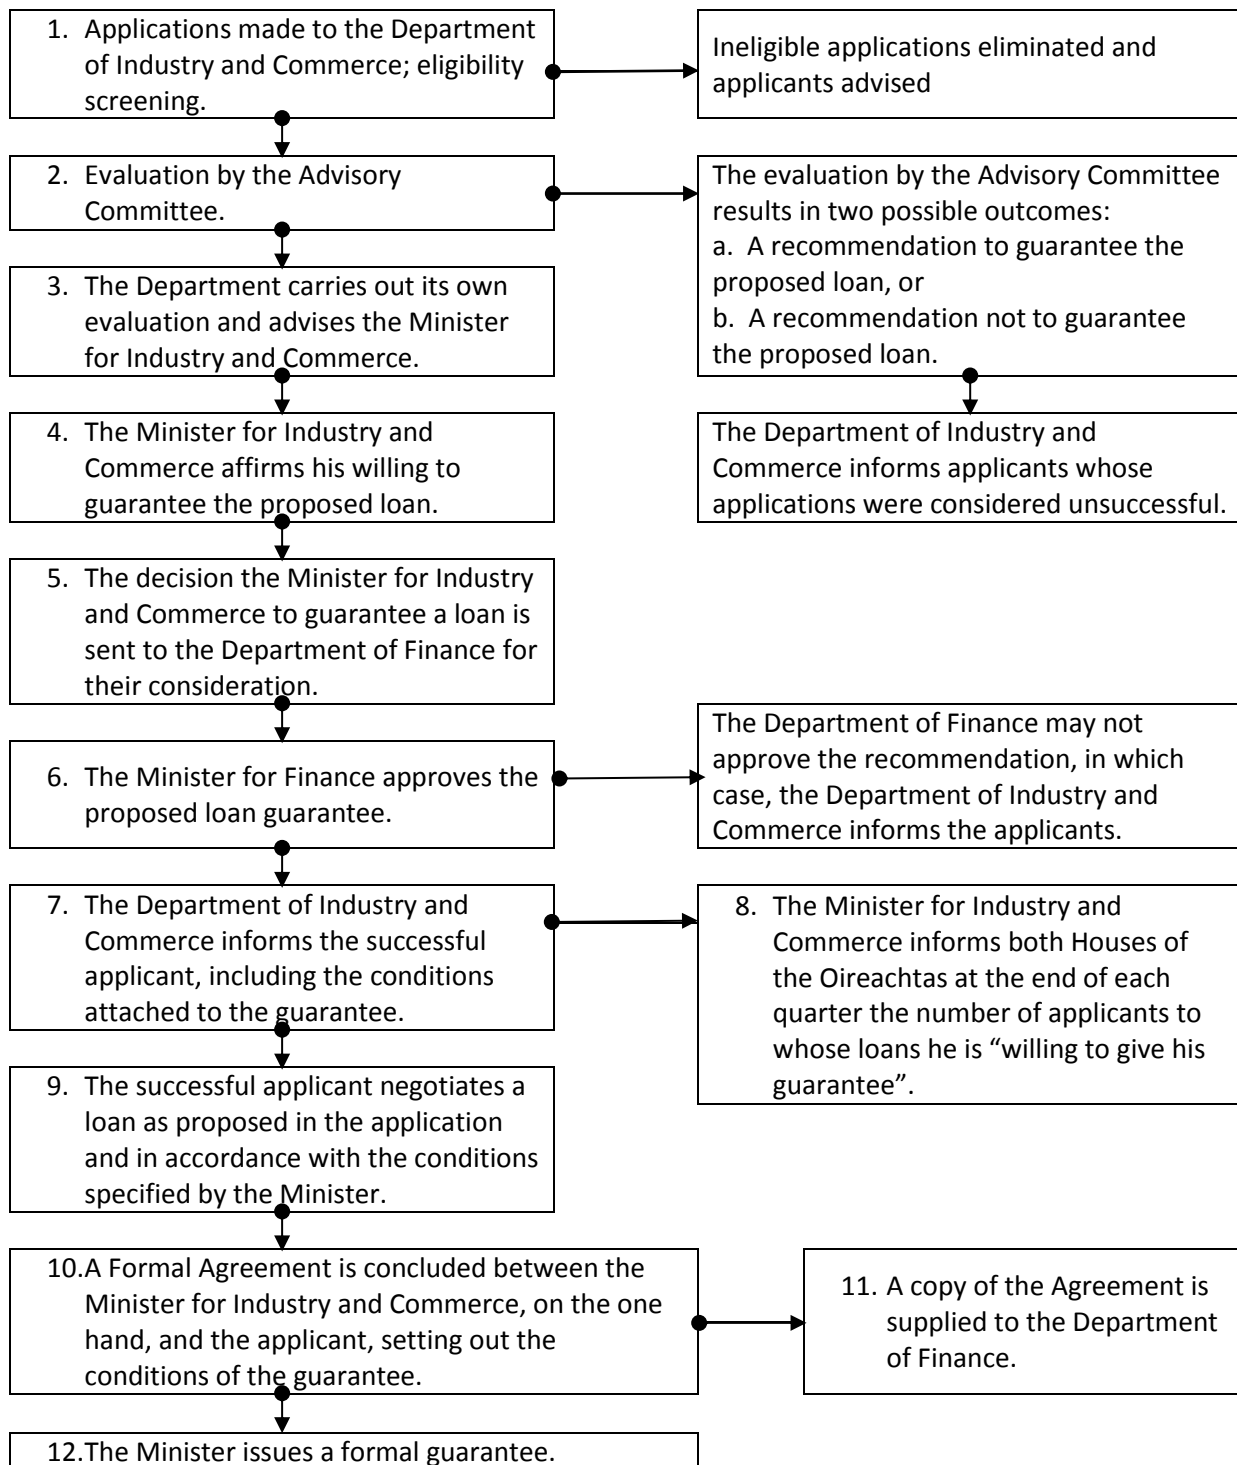 1. Applications made to the Department
of Industry and Commerce; eligibility
screening.
Ineligible applications eliminated and
applicants advised
2. Evaluation by the Advisory
Committee.
The evaluation by the Advisory Committee
results in two possible outcomes:
a. A recommendation to guarantee the
proposed loan, or
b. A recommendation not to guarantee
the proposed loan.
3. The Department carries out its own
evaluation and advises the Minister
for Industry and Commerce.
4. The Minister for Industry and
Commerce affirms his willing to
guarantee the proposed loan.
The Department of Industry and
Commerce informs applicants whose
applications were considered unsuccessful.
5. The decision the Minister for Industry
and Commerce to guarantee a loan is
sent to the Department of Finance for
their consideration.
6. The Minister for Finance approves the
proposed loan guarantee.
The Department of Finance may not
approve the recommendation, in which
case, the Department of Industry and
Commerce informs the applicants.
7. The Department of Industry and
Commerce informs the successful
applicant, including the conditions
attached to the guarantee.
8. The Minister for Industry and
Commerce informs both Houses of
the Oireachtas at the end of each
quarter the number of applicants to
whose loans he is “willing to give his
guarantee”.
9. The successful applicant negotiates a
loan as proposed in the application
and in accordance with the conditions
specified by the Minister.
10.A Formal Agreement is concluded between the
Minister for Industry and Commerce, on the one
hand, and the applicant, setting out the
conditions of the guarantee.
11. A copy of the Agreement is
supplied to the Department
of Finance.
12.The Minister issues a formal guarantee.